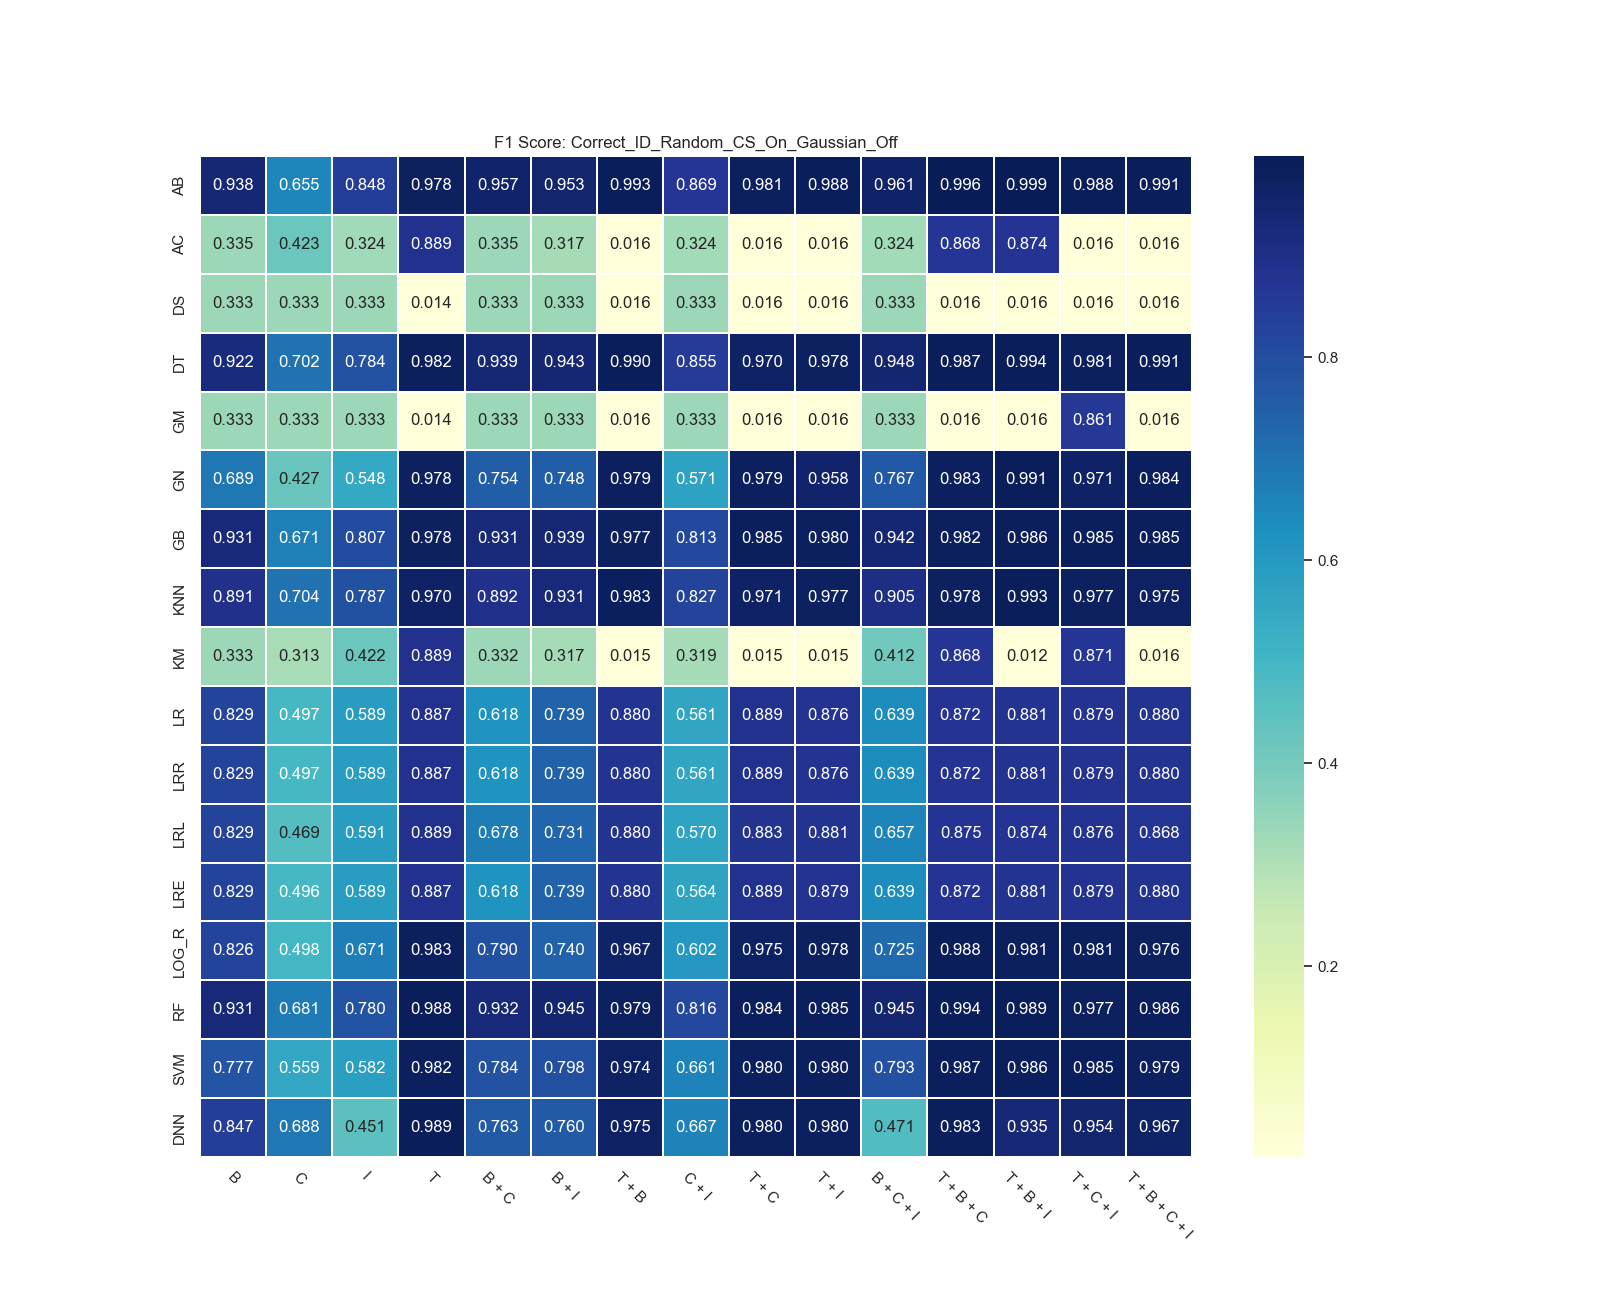 F1 Score: Correct_ID_Random_CS_On_Gaussian_Off
AB 0.938 0.655 0.848 0.978 0.957 0.953 0.993 0.869 0.981 0.988 0.961 0.996 0.999 0.988 0.991
AC 0.335 0.423 0.324 0.889 0.335 0.317 0.016 0.324 0.016 0.016 0.324 0.868 0.874 0.016 0.016
DS 0.333 0.333 0.333 0.014 0.333 0.333 0.016 0.333 0.016 0.016 0.333 0.016 0.016 0.016 0.016
DT 0.922 0.702 0.784 0.982 0.939 0.943 0.990 0.855 0.970 0.978 0.948 0.987 0.994 0.981 0.991
0.8
GM 0.333 0.333 0.333 0.014 0.333 0.333 0.016 0.333 0.016 0.016 0.333 0.016 0.016 0.861 0.016
GN 0.689 0.427 0.548 0.978 0.754 0.748 0.979 0.571 0.979 0.958 0.767 0.983 0.991 0.971 0.984
GB 0.931 0.671 0.807 0.978 0.931 0.939 0.977 0.813 0.985 0.980 0.942 0.982 0.986 0.985 0.985
0.6
KNN 0.891 0.704 0.787 0.970 0.892 0.931 0.983 0.827 0.971 0.977 0.905 0.978 0.993 0.977 0.975
KM 0.333 0.313 0.422 0.889 0.332 0.317 0.015 0.319 0.015 0.015 0.412 0.868 0.012 0.871 0.016
LR 0.829 0.497 0.589 0.887 0.618 0.739 0.880 0.561 0.889 0.876 0.639 0.872 0.881 0.879 0.880
0.4
LRR 0.829 0.497 0.589 0.887 0.618 0.739 0.880 0.561 0.889 0.876 0.639 0.872 0.881 0.879 0.880
LRL 0.829 0.469 0.591 0.889 0.678 0.731 0.880 0.570 0.883 0.881 0.657 0.875 0.874 0.876 0.868
LRE 0.829 0.496 0.589 0.887 0.618 0.739 0.880 0.564 0.889 0.879 0.639 0.872 0.881 0.879 0.880
LOG_R 0.826 0.498 0.671 0.983 0.790 0.740 0.967 0.602 0.975 0.978 0.725 0.988 0.981 0.981 0.976
0.2
RF 0.931 0.681 0.780 0.988 0.932 0.945 0.979 0.816 0.984 0.985 0.945 0.994 0.989 0.977 0.986
SVM 0.777 0.559 0.582 0.982 0.784 0.798 0.974 0.661 0.980 0.980 0.793 0.987 0.986 0.985 0.979
DNN 0.847 0.688 0.451 0.989 0.763 0.760 0.975 0.667 0.980 0.980 0.471 0.983 0.935 0.954 0.967
B C I T B + C B + I T + B C + I T + C T + I B + C + I T + B + C T + B + I T + C + I T + B + C + I